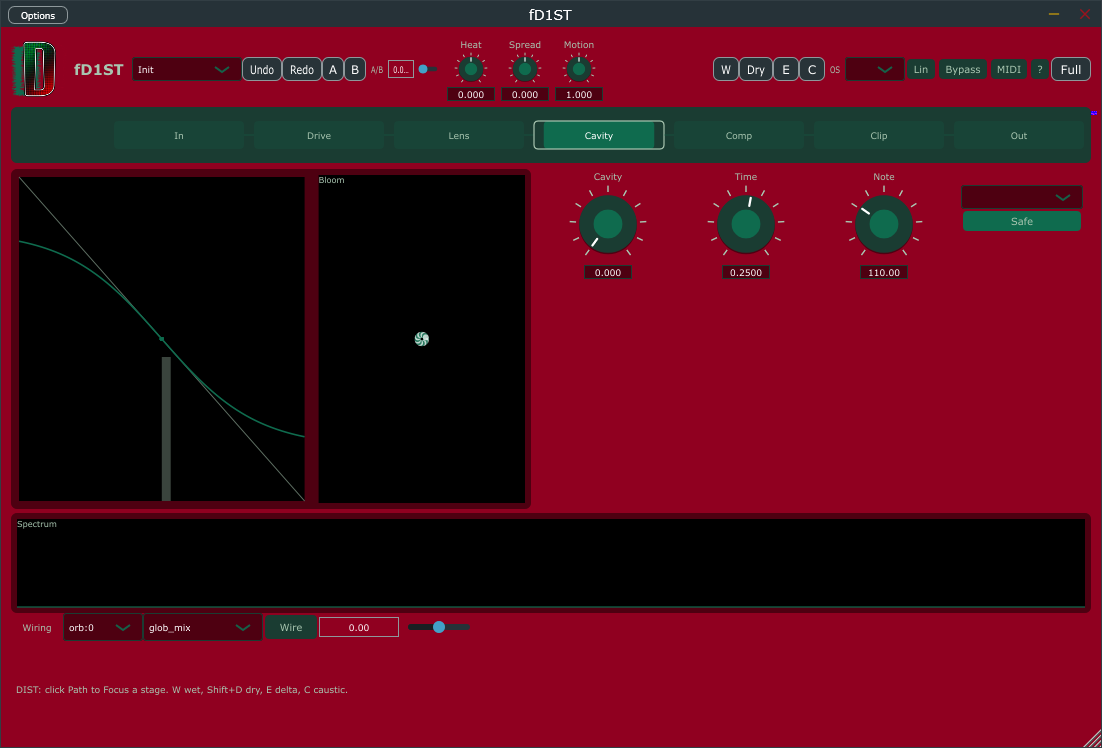 Options
fD1ST
D
fD1ST
Init
Undo
Redo
A
B
A/B
0.0...
Heat
0.000
Spread
0.000
Motion
1.000
W
Dry
E
C
OS
Lin
Bypass
MIDI
?
Full
In
Drive
Lens
Cavity
Comp
Clip
Out
Bloom
Cavity
0.000
Time
0.2500
Note
110.00
Safe
Spectrum
Wiring
orb:0
glob_mix
Wire
0.00
DIST: click Path to Focus a stage. W wet, Shift+D dry, E delta, C caustic.